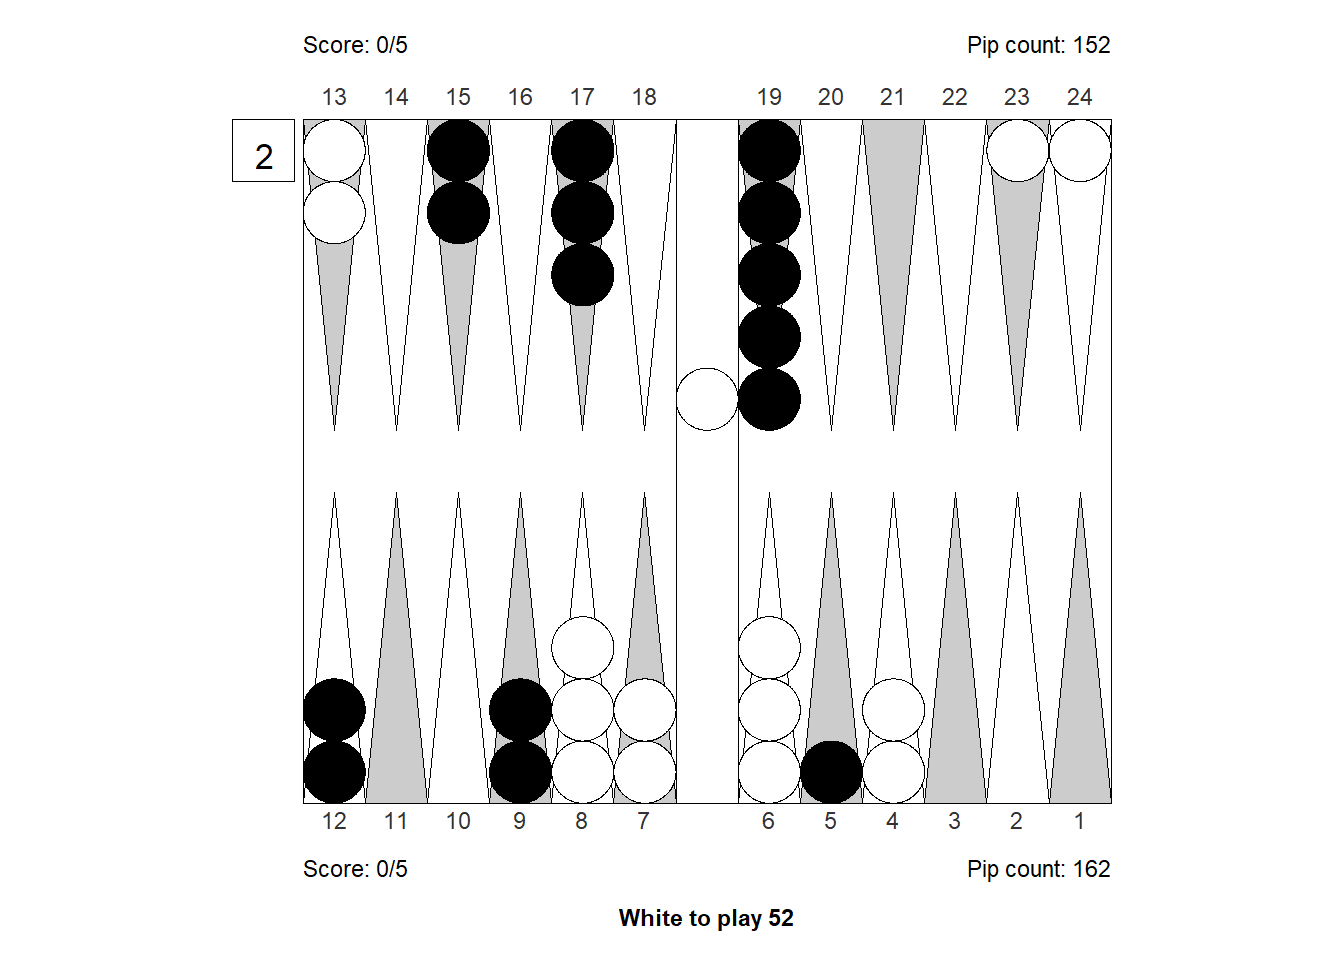 Score: 0/5 Pip count: 152
13 14 15 16 17 18 19 20 21 22 23 24
2
12 11 10 9 8 7 6 5 4 3 2 1
Score: 0/5 Pip count: 162
White to play 52